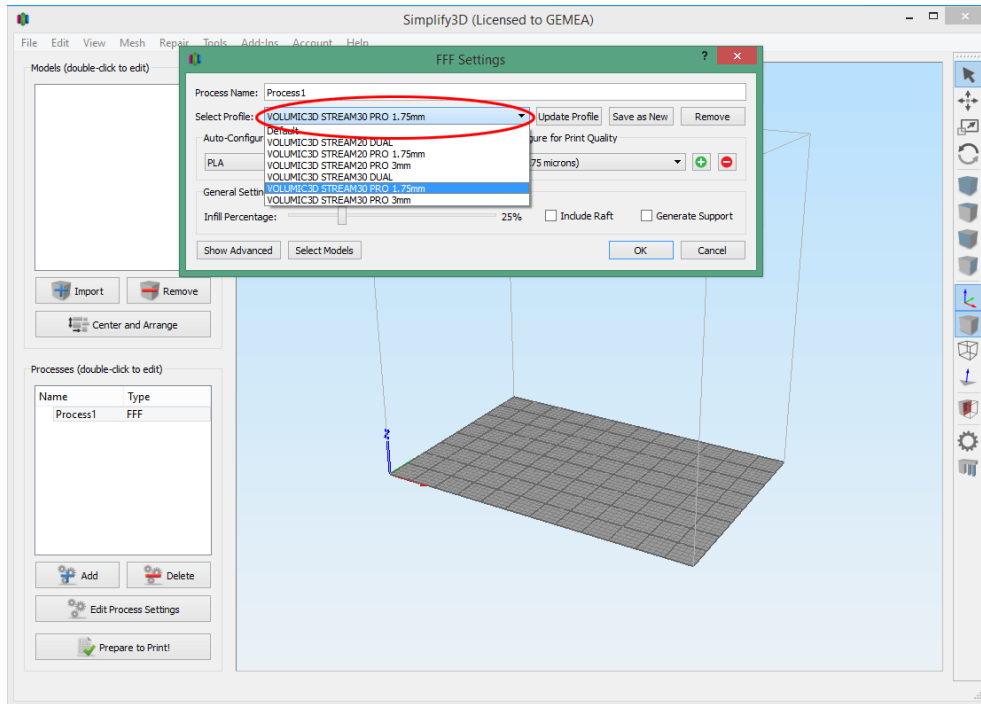 Simplify3D (Licensed to GEMEA)
File Edit View Mesh Repair Tools Add-Ins Account Help
Models (double-click to edit)
FFF Settings
Process Name: Process1
Select Profile: VOLUMIC3D STREAM30 PRO 1.75mm Update Profile Save as New Remove
Default
VOLUMIC3D STREAM20 DUAL
VOLUMIC3D STREAM20 PRO 1.75mm
VOLUMIC3D STREAM20 PRO 3mm
VOLUMIC3D STREAM30 DUAL
VOLUMIC3D STREAM30 PRO 1.75mm
VOLUMIC3D STREAM30 PRO 3mm
for Print Quality
PLA
75 microns)
General
Infill Percentage: 25% Include Raft Generate Support
Show Advanced Select Models OK Cancel
Import Remove
Center and Arrange
Processes (double-click to edit)
Name Type
Process1 FFF
Add Delete
Edit Process Settings
Prepare to Print!
Z